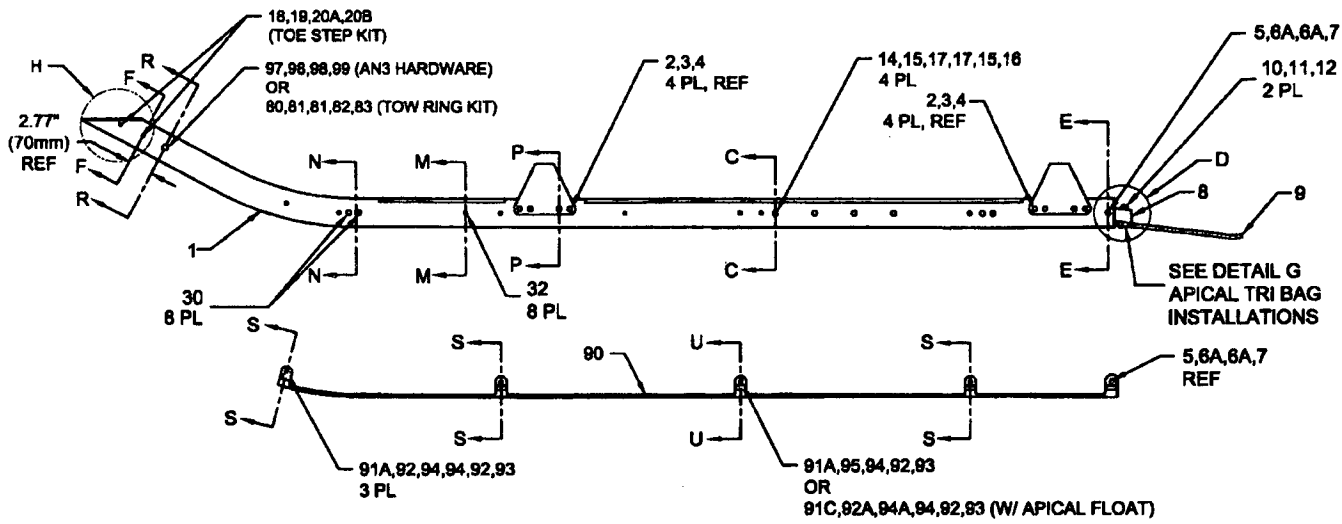 18,19,20A,20B
(TOE STEP KIT)
97,98,98,99 (AN3 HARDWARE)
OR
80,81,81,82,83 (TOW RING KIT)
H
R
F
2.77"
(70mm)
REF
F
R
1
2,3,4
4 PL, REF
14,15,17,17,15,16
4 PL
2,3,4
4 PL, REF
5,6A,6A,7
10,11,12
2 PL
N
M
P
C
E
D
8
9
N
M
P
C
E
30
8 PL
32
8 PL
SEE DETAIL G
APICAL TRI BAG
INSTALLATIONS
S
S
90
U
S
5,6A,6A,7
REF
S
S
U
S
91A,92,94,94,92,93
3 PL
91A,95,94,92,93
OR
91C,92A,94A,94,92,93 (W/ APICAL FLOAT)